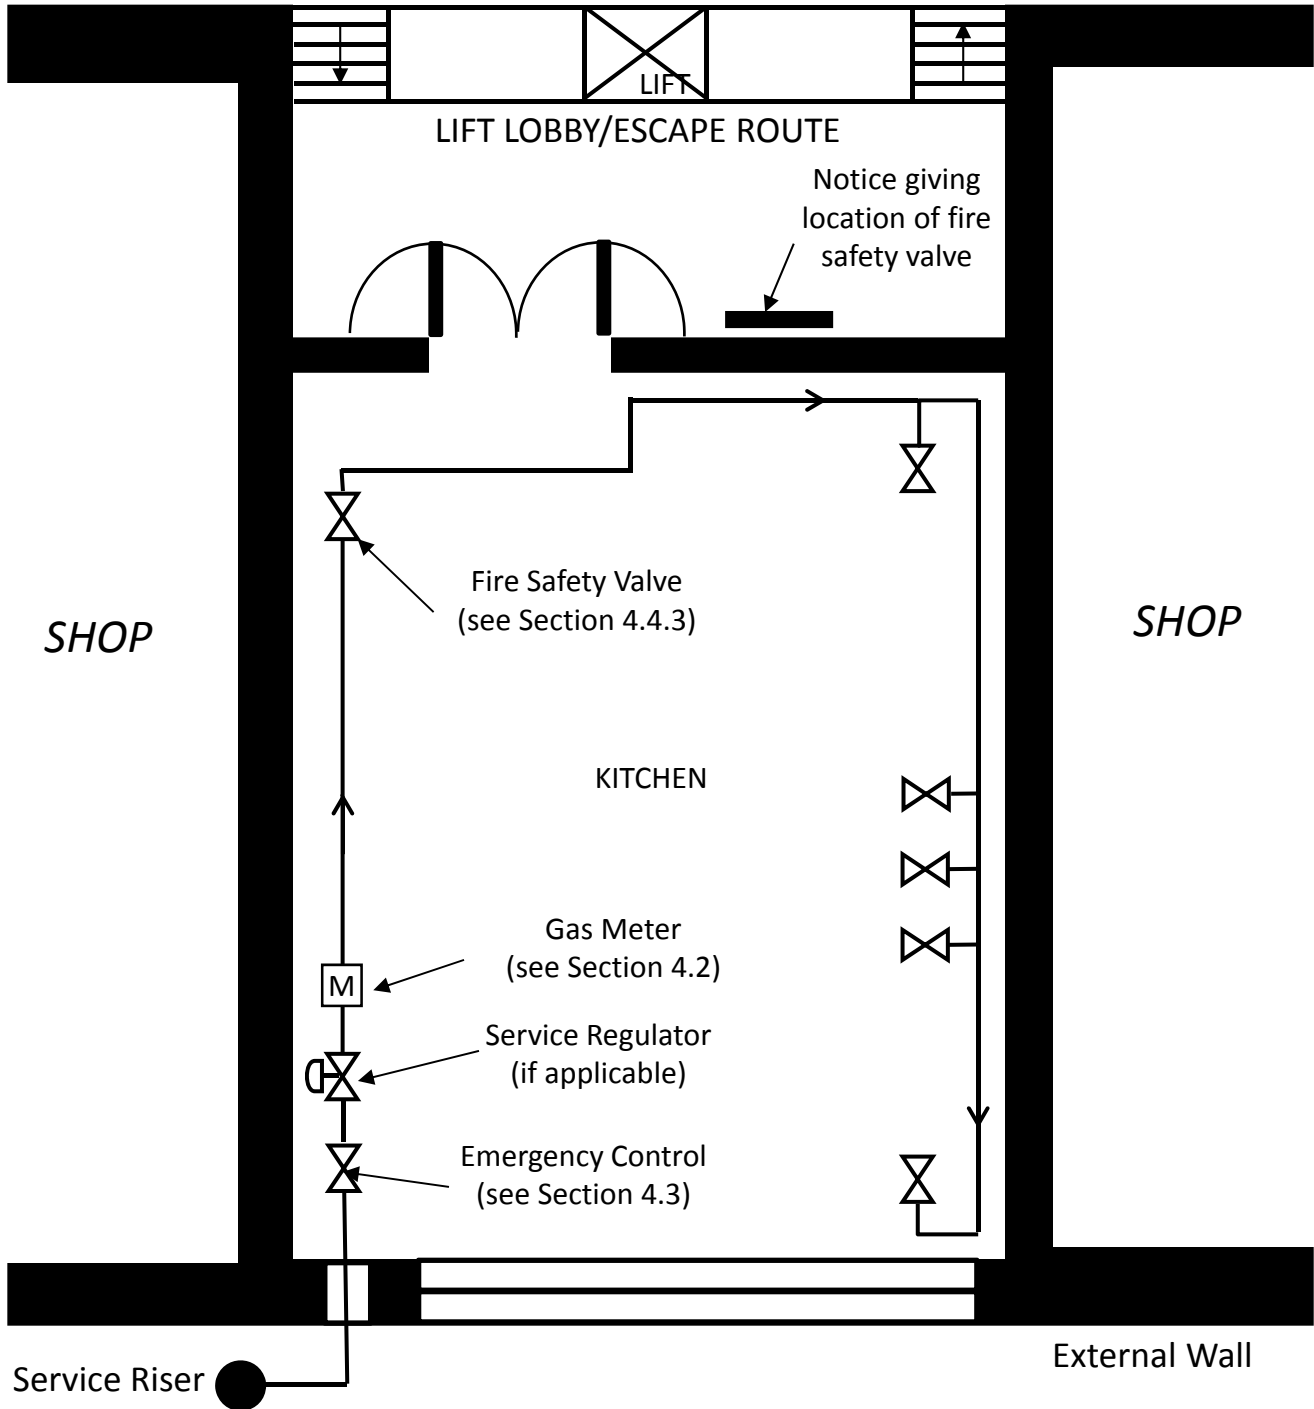 LIFT
LIFT LOBBY/ESCAPE ROUTE
Notice giving
location of fire
safety valve
Fire Safety Valve
(see Section 4.4.3)
SHOP
SHOP
KITCHEN
Gas Meter
(see Section 4.2)
M
Service Regulator
(if applicable)
Emergency Control
(see Section 4.3)
External Wall
Service Riser